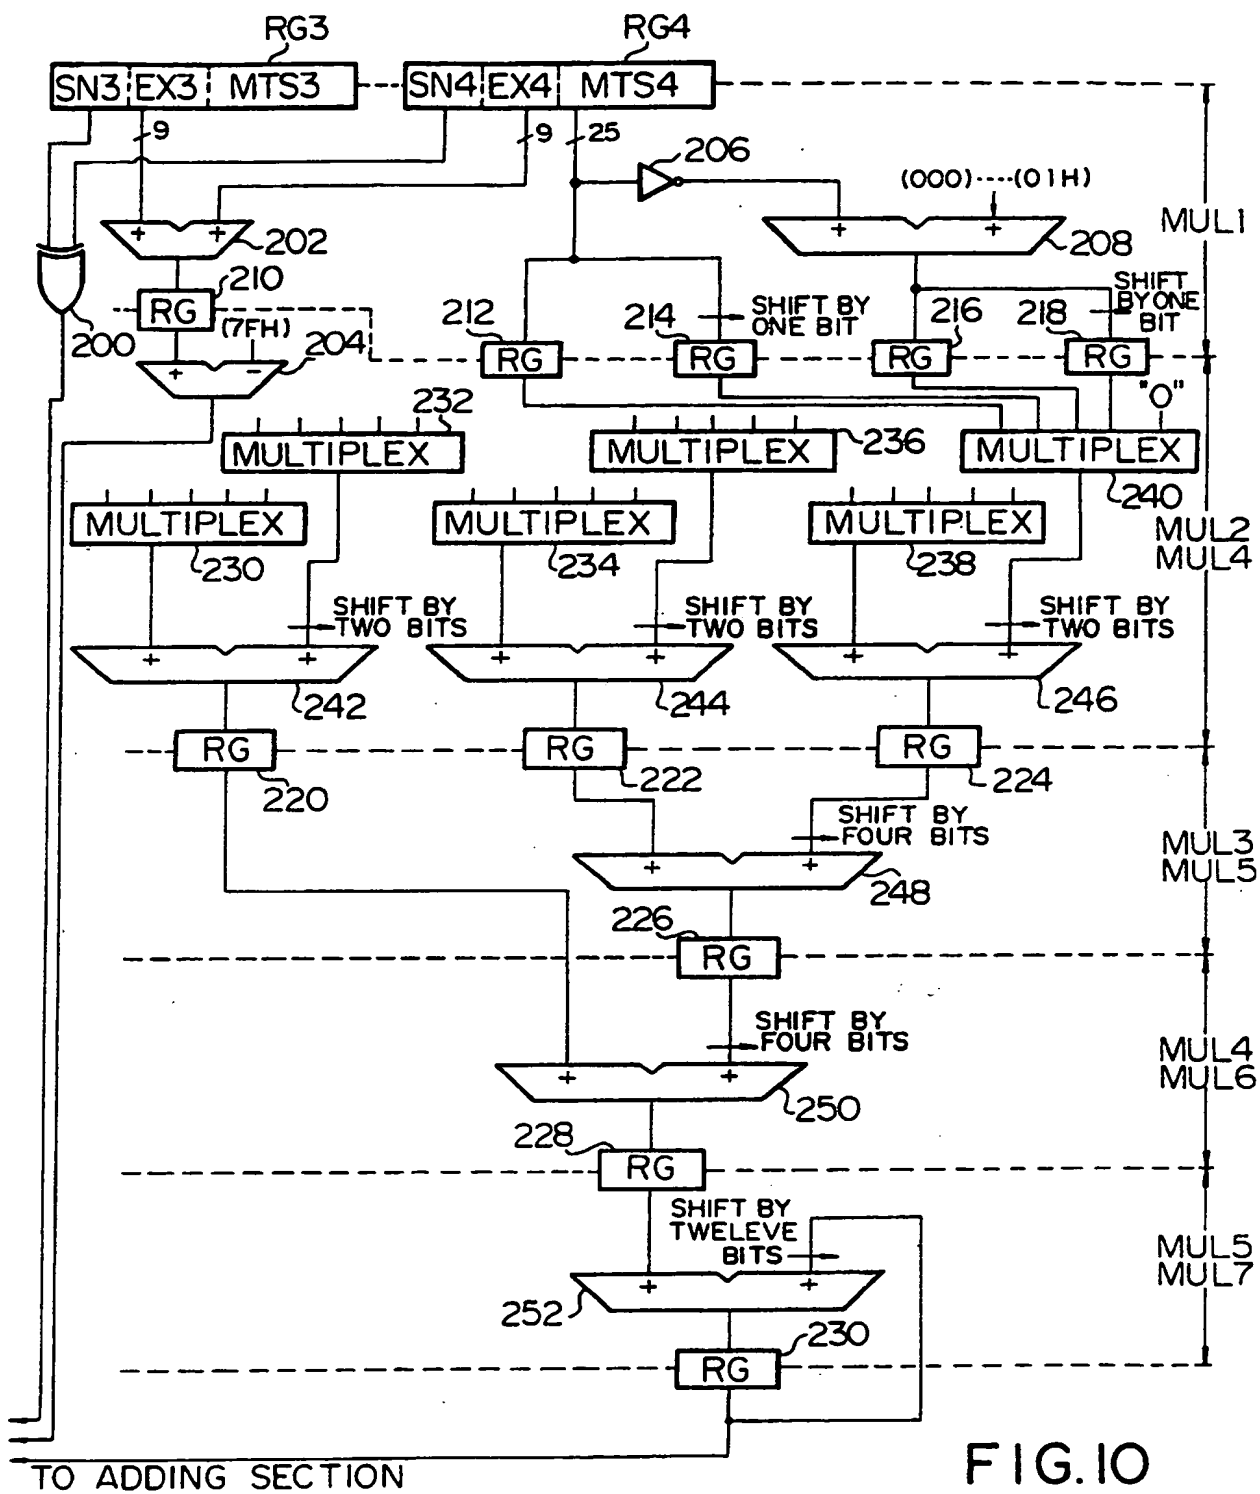 RG3
RG4
SN3 EX3 MTS3
SN4 EX4 MTS4
9
9
25
206
(000)----(01H)
MUL1
+ +
202
+ +
208
210
RG
(7FH)
200
+ -
204
212
RG
214
RG
SHIFT BY
ONE BIT
216
RG
218
RG
SHIFT
BY ONE
BIT
"0"
232
MULTIPLEX
236
MULTIPLEX
MULTIPLEX
240
MULTIPLEX
230
MULTIPLEX
234
MULTIPLEX
238
MUL2
MUL4
SHIFT BY
TWO BITS
SHIFT BY
TWO BITS
SHIFT BY
TWO BITS
+ +
242
+ +
244
+ +
246
RG
220
RG
222
RG
224
SHIFT BY
FOUR BITS
+ +
248
MUL3
MUL5
226
RG
SHIFT BY
FOUR BITS
+ +
250
MUL4
MUL6
228
RG
SHIFT BY
TWELEVE
BITS
+ +
252
MUL5
MUL7
230
RG
TO ADDING SECTION
FIG.10